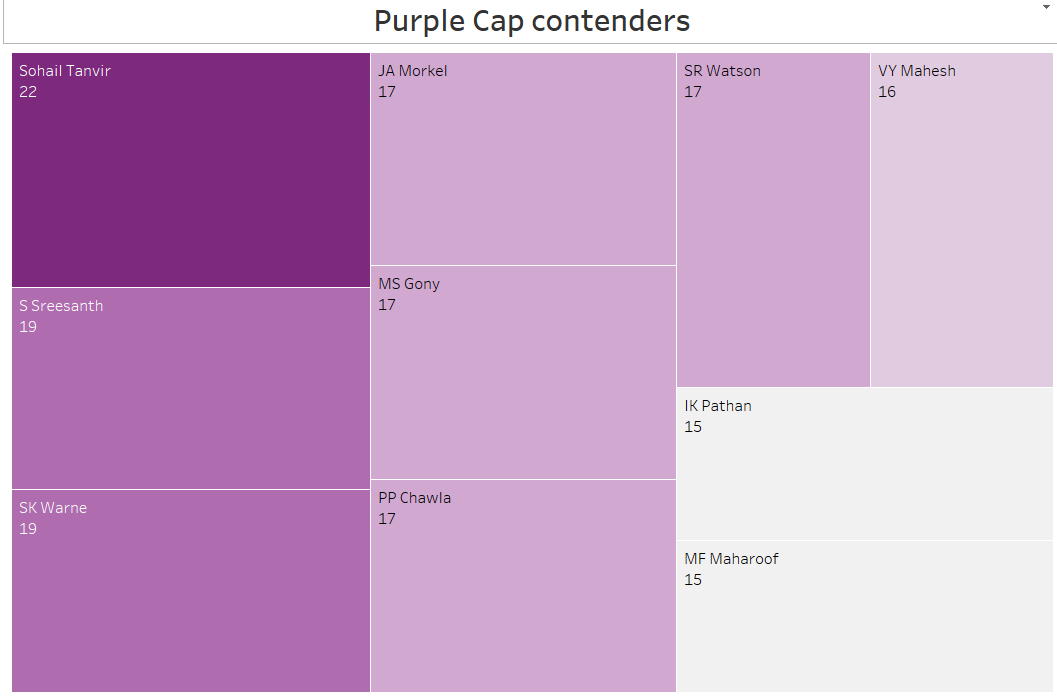 Purple Cap contenders
Sohail Tanvir
22
S Sreesanth
19
SK Warne
19
JA Morkel
17
MS Gony
17
PP Chawla
17
SR Watson
17
VY Mahesh
16
IK Pathan
15
MF Maharoof
15